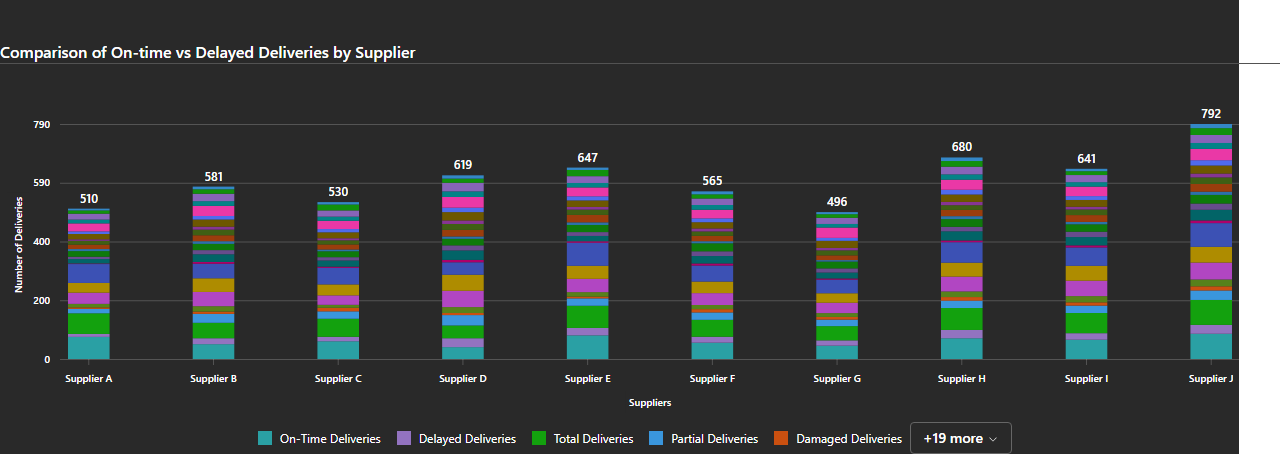 Comparison of On-time vs Delayed Deliveries by Supplier
Number of Deliveries
790
590
400
200
0
510
581
530
619
647
565
496
680
641
792
Supplier A
Supplier B
Supplier C
Supplier D
Supplier E
Supplier F
Supplier G
Supplier H
Supplier I
Supplier J
Suppliers
On-Time Deliveries
Delayed Deliveries
Total Deliveries
Partial Deliveries
Damaged Deliveries
+19 more